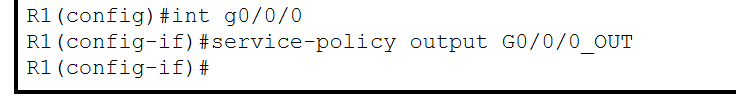 R1(config)#int g0/0/0
R1(config-if)#service-policy output G0/0/0_OUT
R1(config-if)#